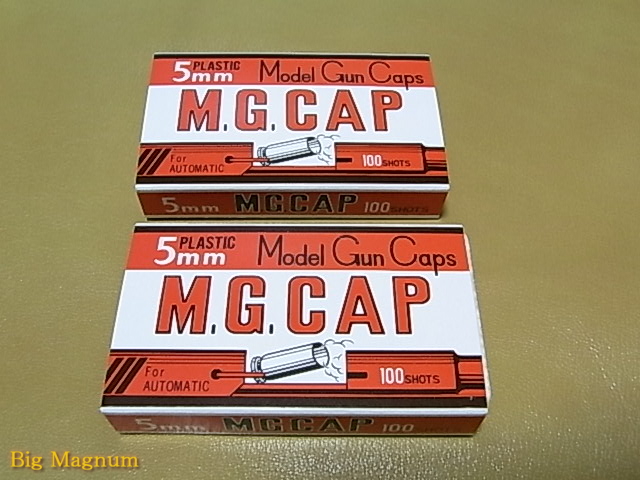 5mm PLASTIC Model Gun Caps
M.G.CAP
For AUTOMATIC 100 SHOTS
5mm MGCAP 100 SHOTS
5mm PLASTIC Model Gun Caps
M.G.CAP
For AUTOMATIC 100 SHOTS
5mm MGCAP 100
Big Magnum